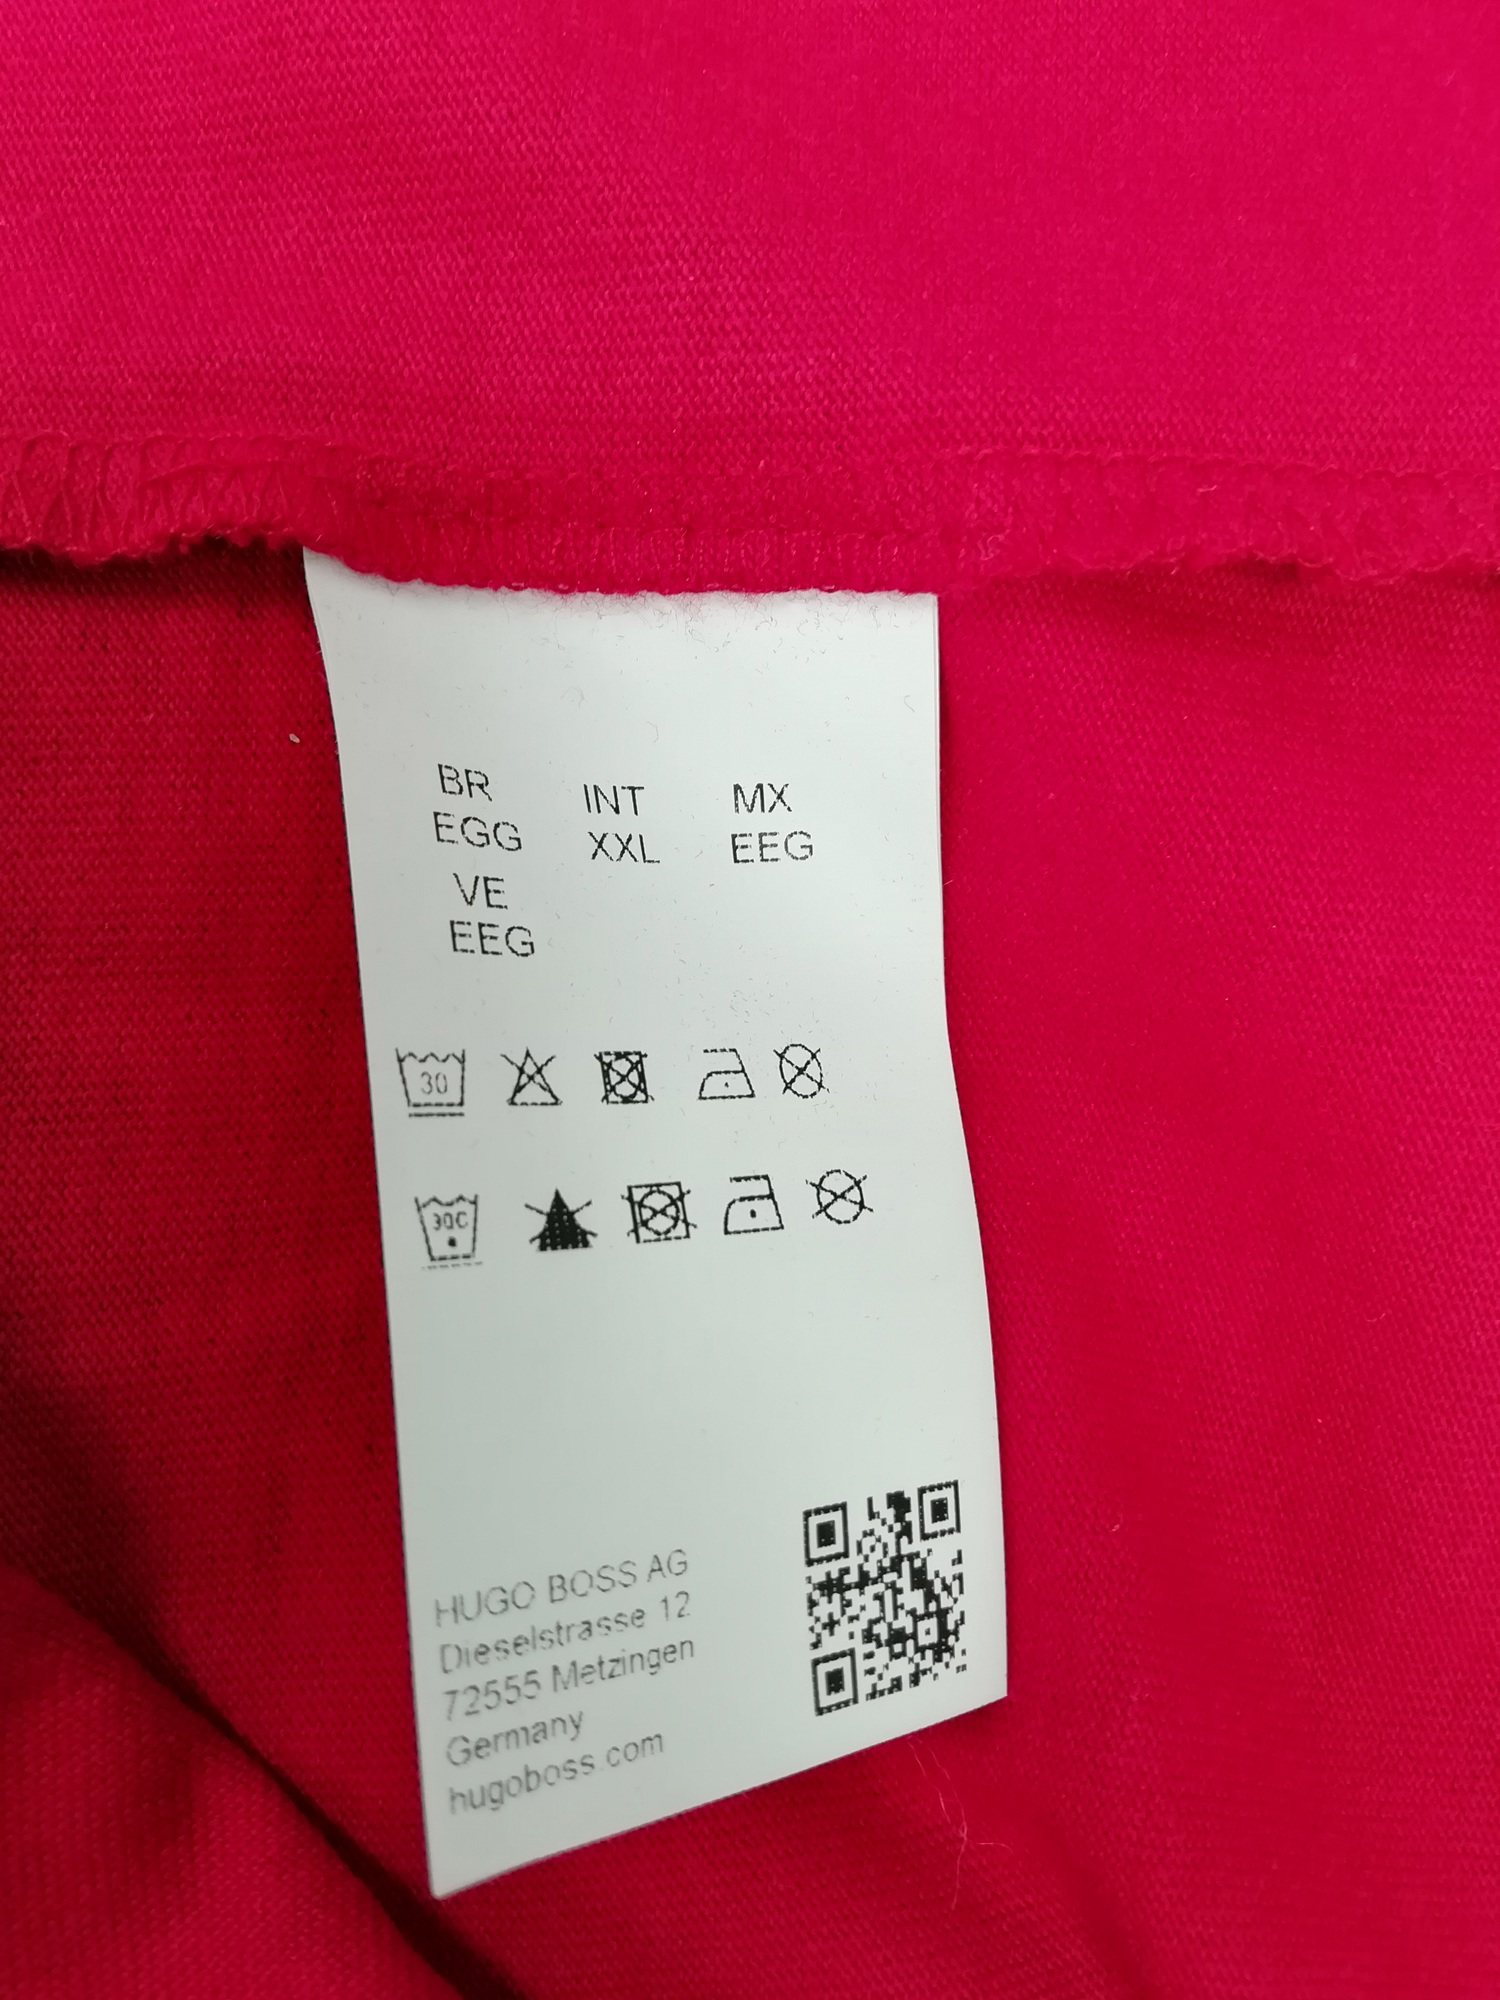 BR INT MX
EGG XXL EEG
VE
EEG
30
30C
HUGO BOSS AG
Dieselstrasse 12
72555 Metzingen
Germany
hugoboss.com